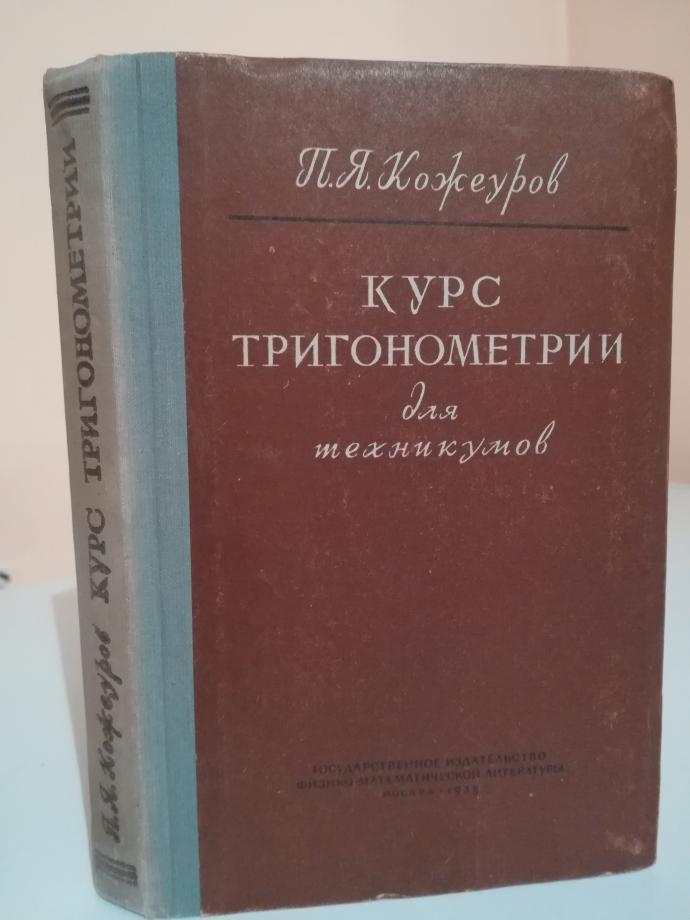 П.Я.Кожеуров
КУРС
ТРИГОНОМЕТРИИ
для
техникумов
ГОСУДАРСТВЕННОЕ ИЗДАТЕЛЬСТВО
ФИЗИКО-МАТЕМАТИЧЕСКОЙ ЛИТЕРАТУРЫ
МОСКВА
П.Я.Кожеуров КУРС ТРИГОНОМЕТРИИ